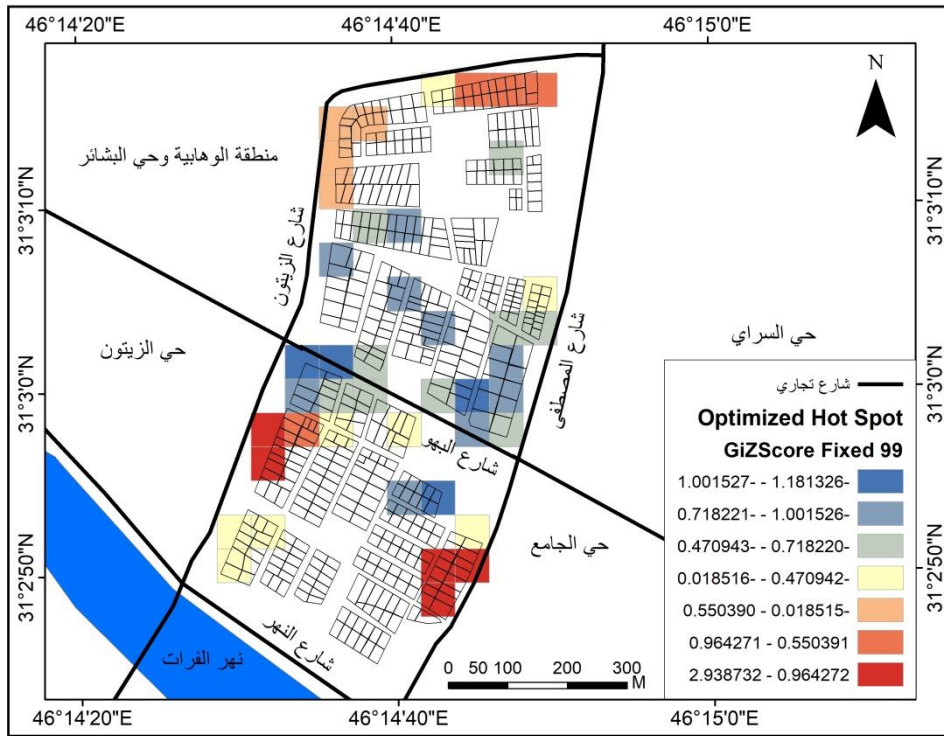 46°14'20"E
46°14'40"E
46°15'0"E
N
منطقة الوهابية وحي البشائر
31°3'10"N
31°3'10"N
شارع الزيتون
حي الزيتون
شارع المصطفى
حي السراي
31°3'0"N
31°3'0"N
شارع البهو
حي الجامع
شارع تجاري
Optimized Hot Spot
GiZScore Fixed 99
1.001527- - 1.181326-
0.718221- - 1.001526-
0.470943- - 0.718220-
0.018516- - 0.470942-
0.550390 - 0.018515-
0.964271 - 0.550391
2.938732 - 0.964272
31°2'50"N
31°2'50"N
شارع النهر
نهر الفرات
0 50 100 200 300
M
46°14'20"E
46°14'40"E
46°15'0"E